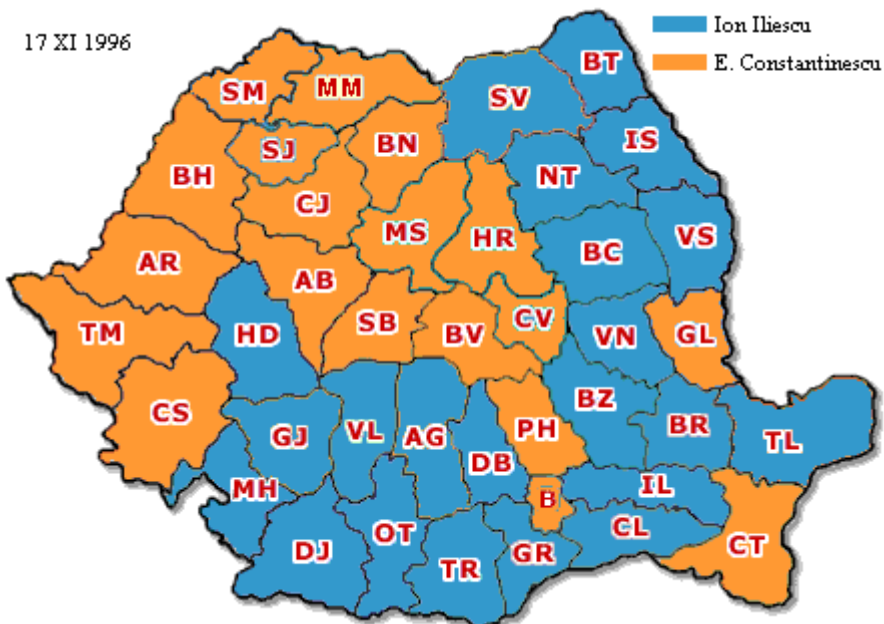 17 XI 1996
Ion Iliescu
E. Constantinescu
BT
SM
MM
SV
IS
SJ
BN
BH
NT
CJ
MS
HR
VS
BC
AR
AB
CV
SB
BV
TM
HD
VN
GL
CS
BZ
GJ
VL
AG
PH
BR
TL
DB
MH
B
IL
OT
CL
DJ
TR
GR
CT